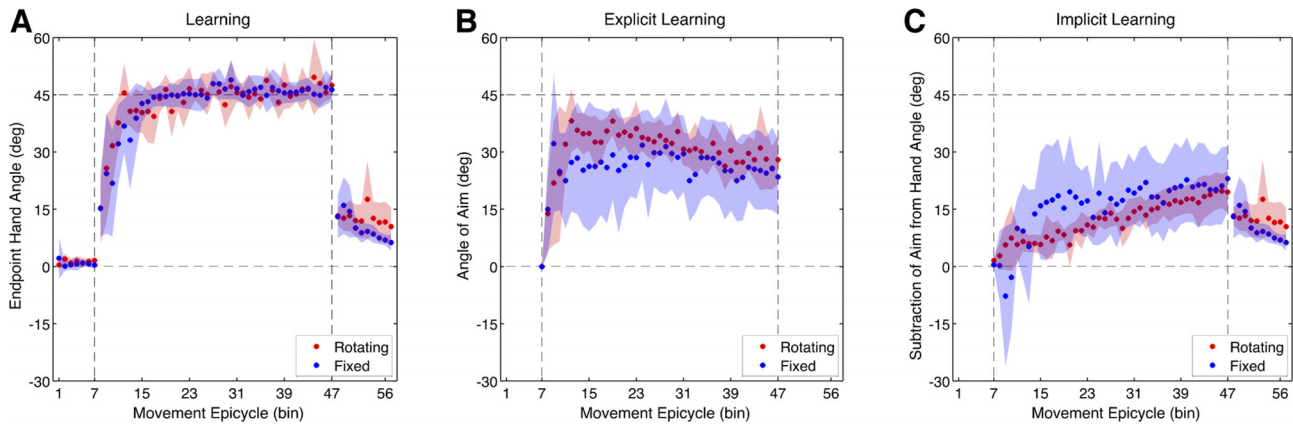 A
Learning
Endpoint Hand Angle (deg)
60
45
30
15
0
-15
-30
1
7
15
23
31
39
47
56
Movement Epicycle (bin)
Rotating
Fixed
B
Explicit Learning
Angle of Aim (deg)
60
45
30
15
0
-15
-30
1
7
15
23
31
39
47
56
Movement Epicycle (bin)
Rotating
Fixed
C
Implicit Learning
Subtraction of Aim from Hand Angle (deg)
60
45
30
15
0
-15
-30
1
7
15
23
31
39
47
56
Movement Epicycle (bin)
Rotating
Fixed